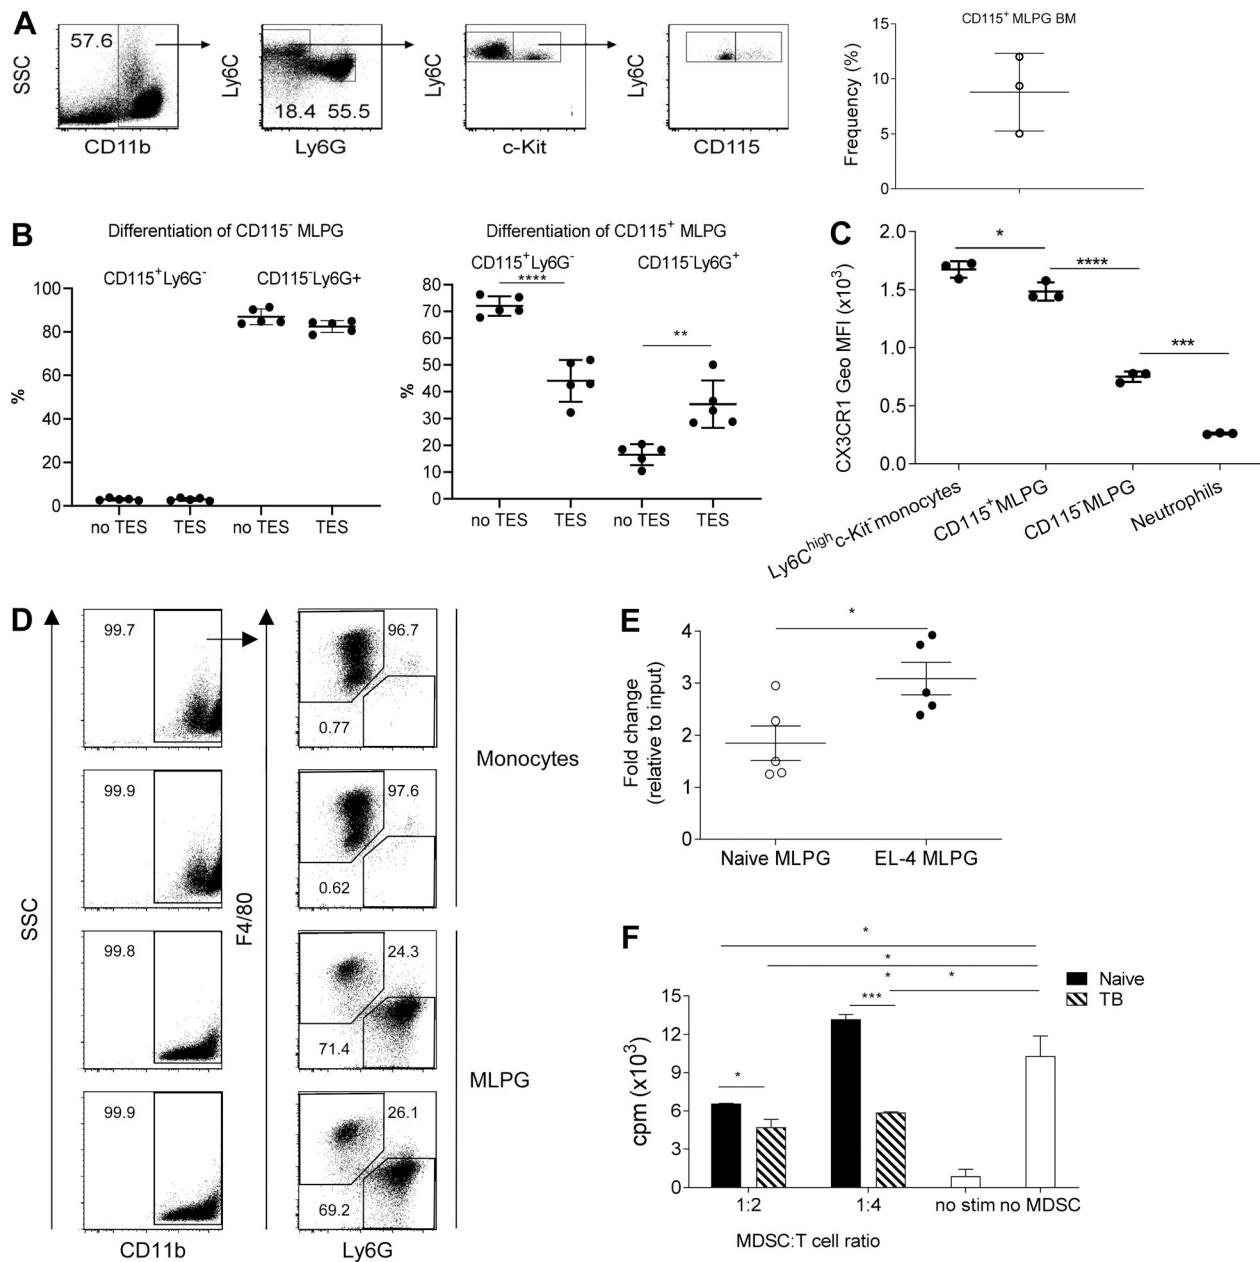 A
57.6
SSC
CD11b
Ly6C
18.4 55.5
Ly6G
Ly6C
c-Kit
Ly6C
CD115
CD115⁺ MLPG BM
Frequency (%)
15
10
5
0
B
Differentiation of CD115⁻ MLPG
CD115⁺Ly6G⁻ CD115⁻Ly6G+
%
100
80
60
40
20
0
no TES TES no TES TES
Differentiation of CD115⁺ MLPG
CD115⁺Ly6G⁻ CD115⁻Ly6G⁺
**** **
%
80
70
60
50
40
30
20
10
0
no TES TES no TES TES
C
CX3CR1 Geo MFI (x10³)
2.0
1.5
1.0
0.5
0.0
* **** ***
Ly6Cʰⁱᵍʰc-Kit⁻monocytes
CD115⁺MLPG
CD115⁻MLPG
Neutrophils
D
SSC
F4/80
99.7
96.7
0.77
99.9
97.6
0.62
Monocytes
99.8
24.3
71.4
99.9
26.1
69.2
MLPG
CD11b
Ly6G
E
*
Fold change
(relative to input)
4
3
2
1
0
Naive MLPG EL-4 MLPG
F
*
*
* *
***
*
Naive
TB
cpm (x10³)
15
12
9
6
3
0
1:2 1:4 no stim no MDSC
MDSC:T cell ratio